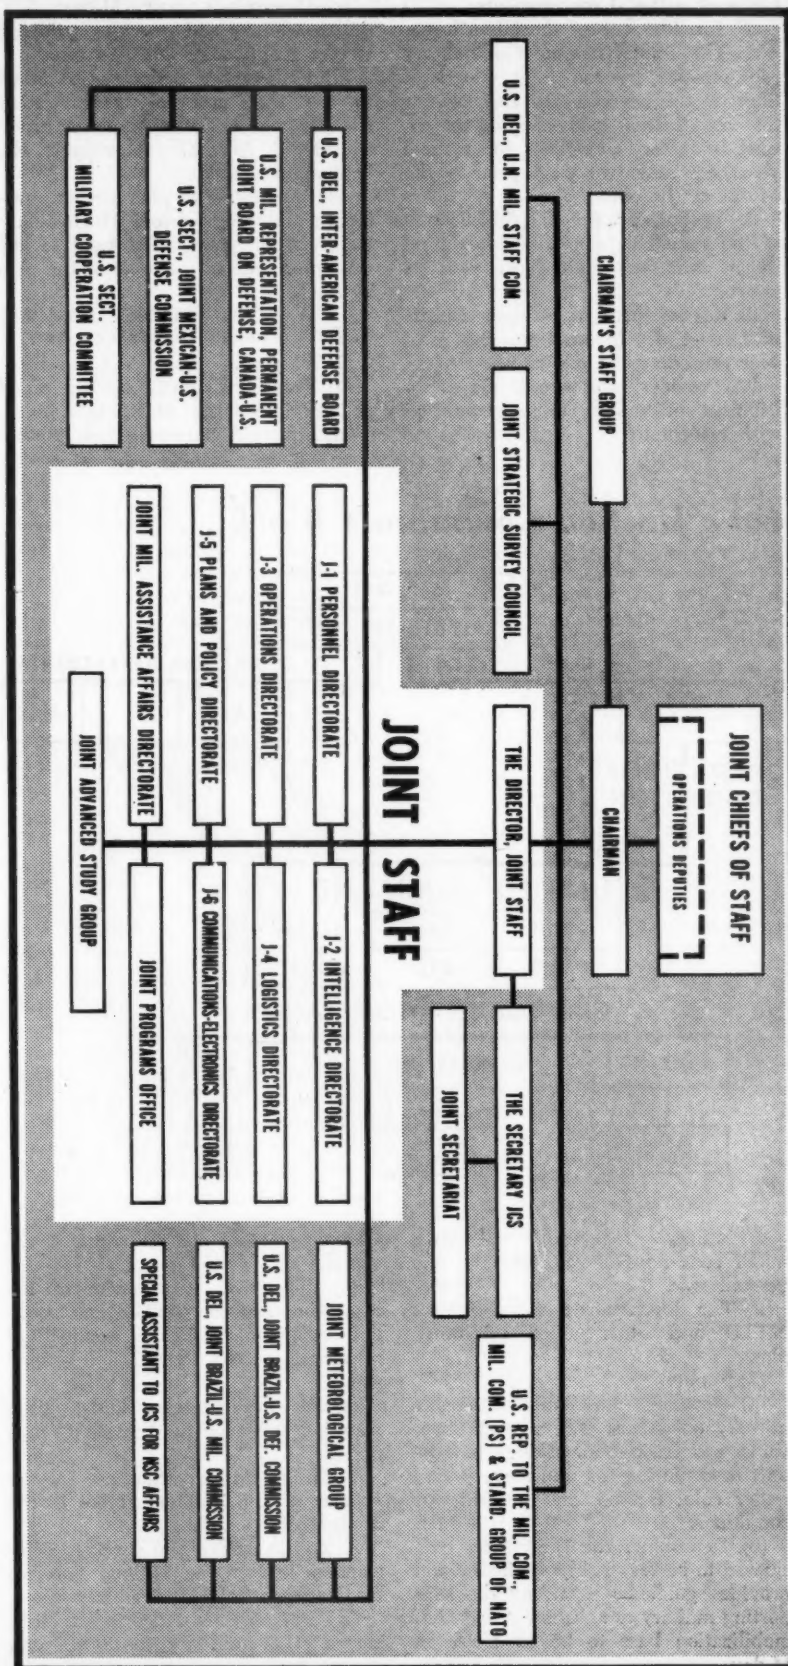 JOINT CHIEFS OF STAFF
OPERATIONS DEPUTIES
CHAIRMAN
CHAIRMAN'S STAFF GROUP
U.S. DEL., U.N. MIL. STAFF COM.
JOINT STRATEGIC SURVEY COUNCIL
THE DIRECTOR, JOINT STAFF
THE SECRETARY JCS
JOINT SECRETARIAT
U.S. REP. TO THE MIL. COM.,
MIL. COM. (PS) & STAND. GROUP OF NATO
JOINT STAFF
U.S. DEL., INTER-AMERICAN DEFENSE BOARD
U.S. MIL. REPRESENTATION, PERMANENT
JOINT BOARD ON DEFENSE, CANADA-U.S.
U.S. SECT., JOINT MEXICAN-U.S.
DEFENSE COMMISSION
U.S. SECT.
MILITARY COOPERATION COMMITTEE
J-1 PERSONNEL DIRECTORATE
J-2 INTELLIGENCE DIRECTORATE
J-3 OPERATIONS DIRECTORATE
J-4 LOGISTICS DIRECTORATE
J-5 PLANS AND POLICY DIRECTORATE
J-6 COMMUNICATIONS-ELECTRONICS DIRECTORATE
JOINT MIL. ASSISTANCE AFFAIRS DIRECTORATE
JOINT PROGRAMS OFFICE
JOINT ADVANCED STUDY GROUP
JOINT METEOROLOGICAL GROUP
U.S. DEL., JOINT BRAZIL-U.S. DEF. COMMISSION
U.S. DEL., JOINT BRAZIL-U.S. MIL. COMMISSION
SPECIAL ASSISTANT TO JCS FOR NSC AFFAIRS